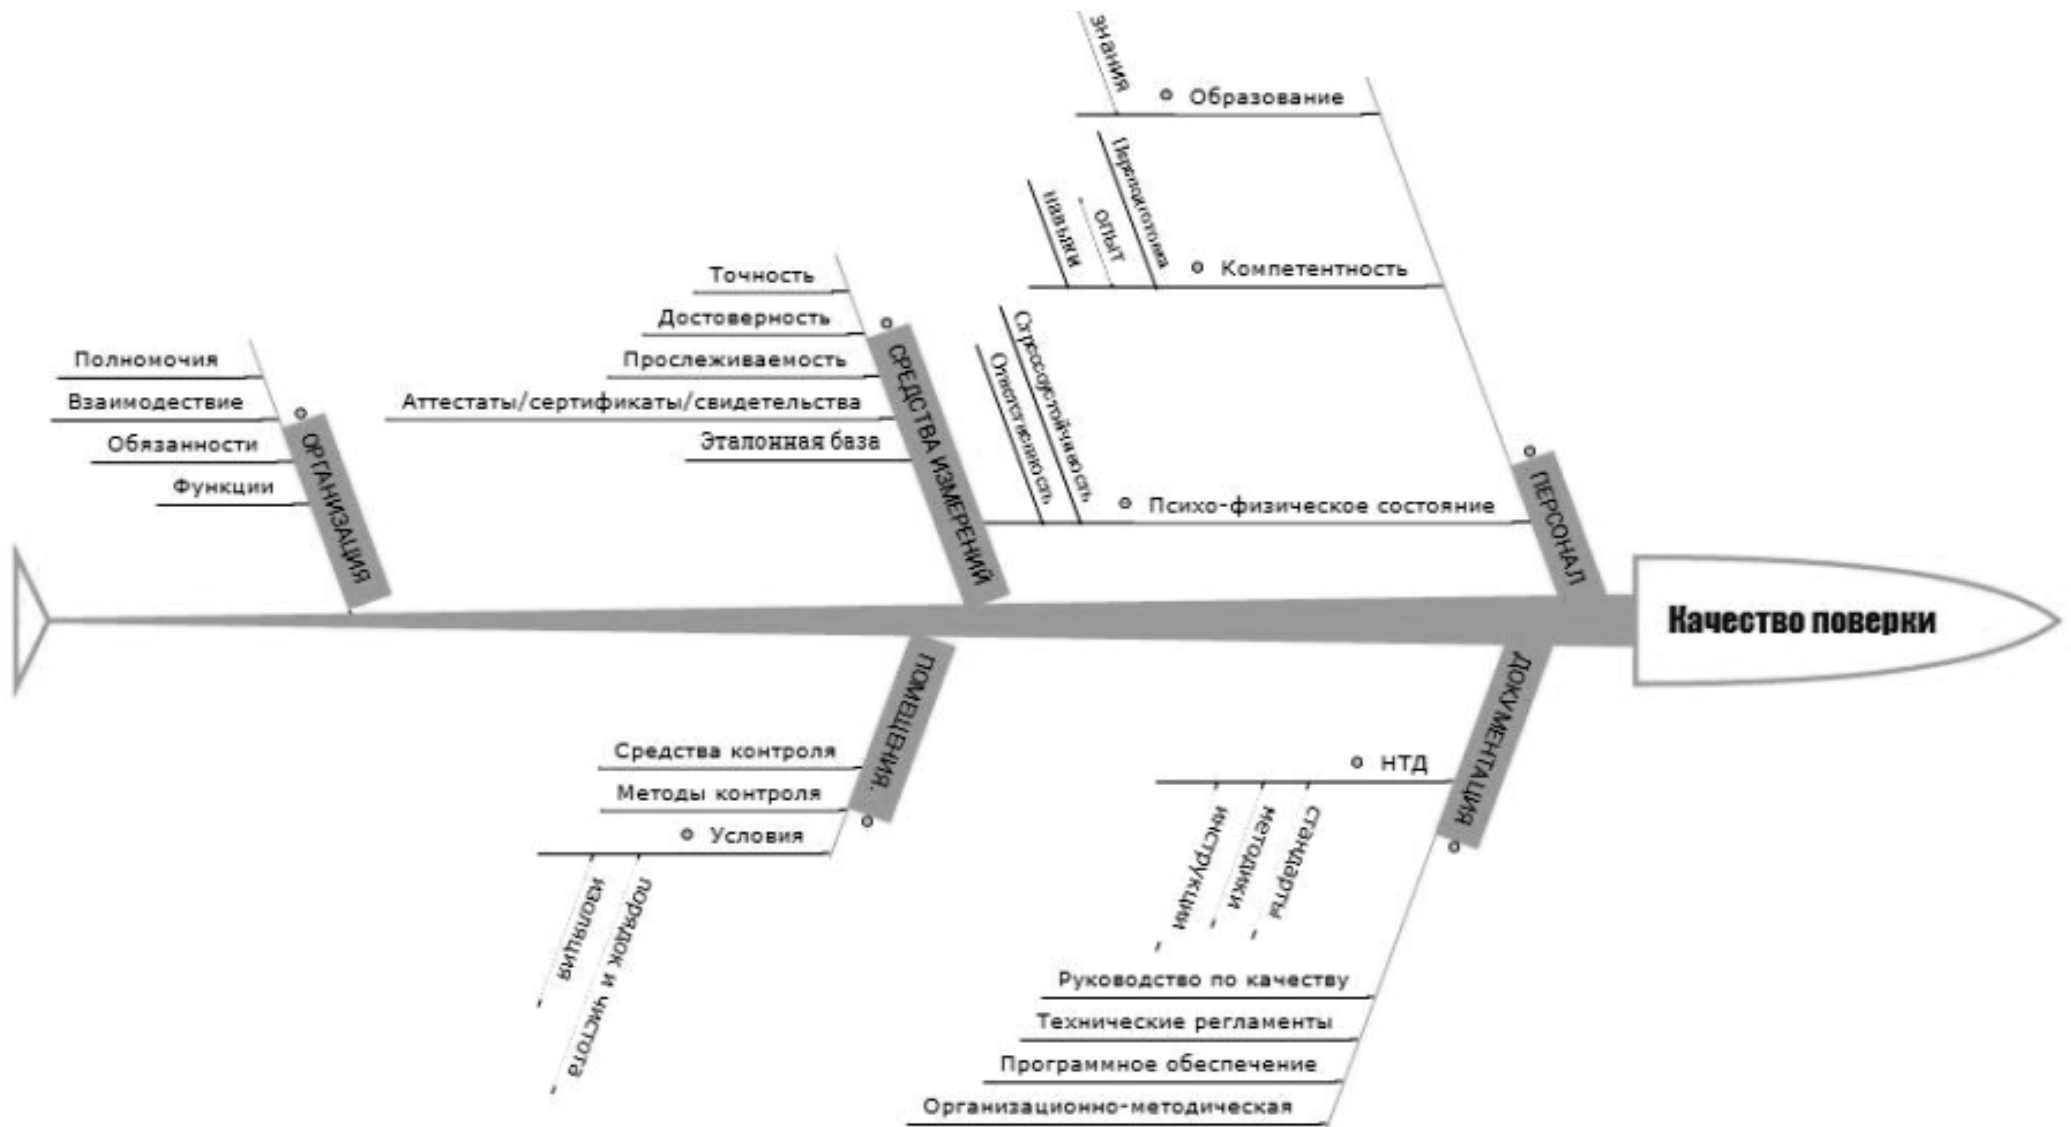 знания
Образование
Переподготовка
опыт
навыки
Компетентность
Стрессоустойчивость
Ответственность
Психо-физическое состояние
ПЕРСОНАЛ
Точность
Достоверность
Прослеживаемость
Аттестаты/сертификаты/свидетельства
Эталонная база
СРЕДСТВА ИЗМЕРЕНИЙ
Полномочия
Взаимодествие
Обязанности
Функции
ОРГАНИЗАЦИЯ
Качество поверки
ПОМЕЩЕНИЯ.
Средства контроля
Методы контроля
Условия
изоляция
порядок и чистота
ДОКУМЕНТАЦИЯ
НТД
инструкции
методики
стандарты
Руководство по качеству
Технические регламенты
Программное обеспечение
Организационно-методическая